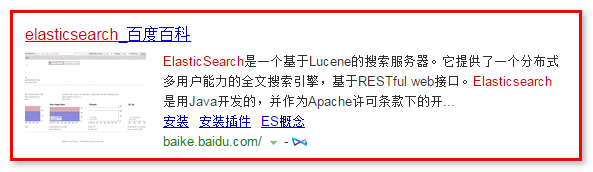 elasticsearch_百度百科
ElasticSearch是一个基于Lucene的搜索服务器。它提供了一个分布式
多用户能力的全文搜索引擎，基于RESTful web接口。Elasticsearch
是用Java开发的，并作为Apache许可条款下的开...
安装 安装插件 ES概念
baike.baidu.com/ -